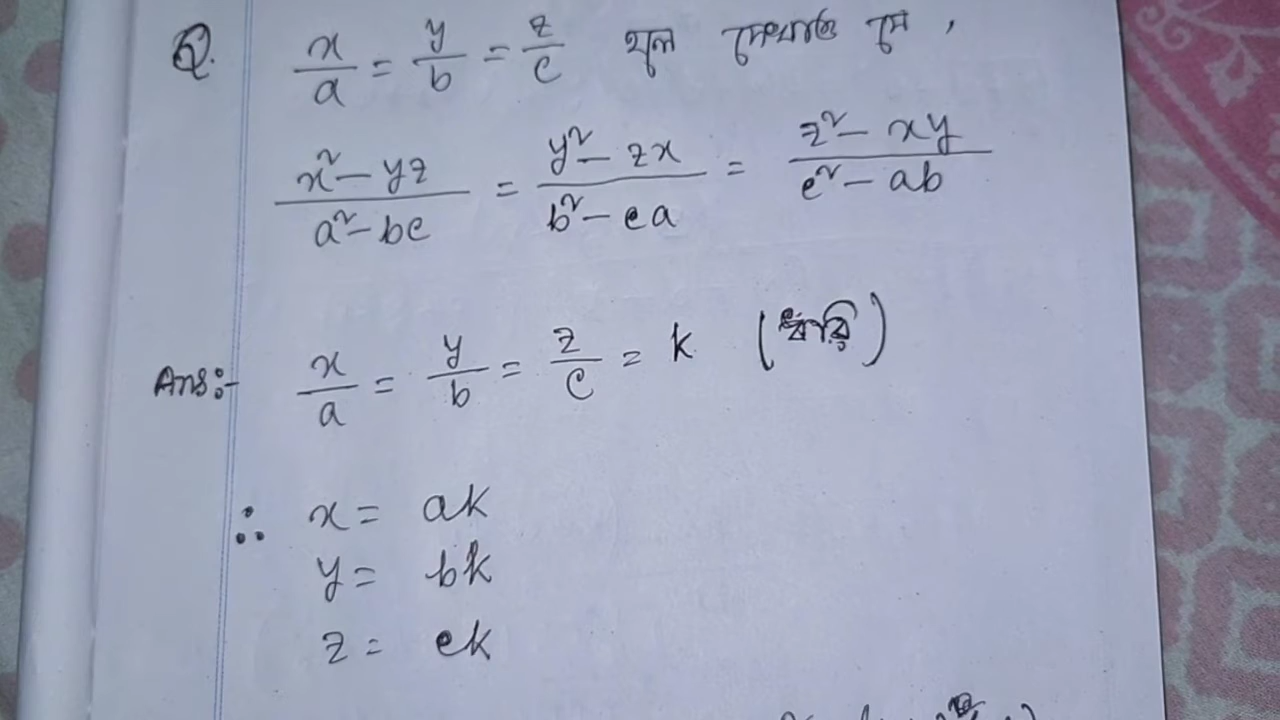 Q. x/a = y/b = z/c হলে দেখাও যে,
x²- yz/a²- bc = y²- zx/b²- ca = z²- xy/c²- ab
Ans:- x/a = y/b = z/c = k (ধরি)
∴ x = ak
y = bk
z = ck